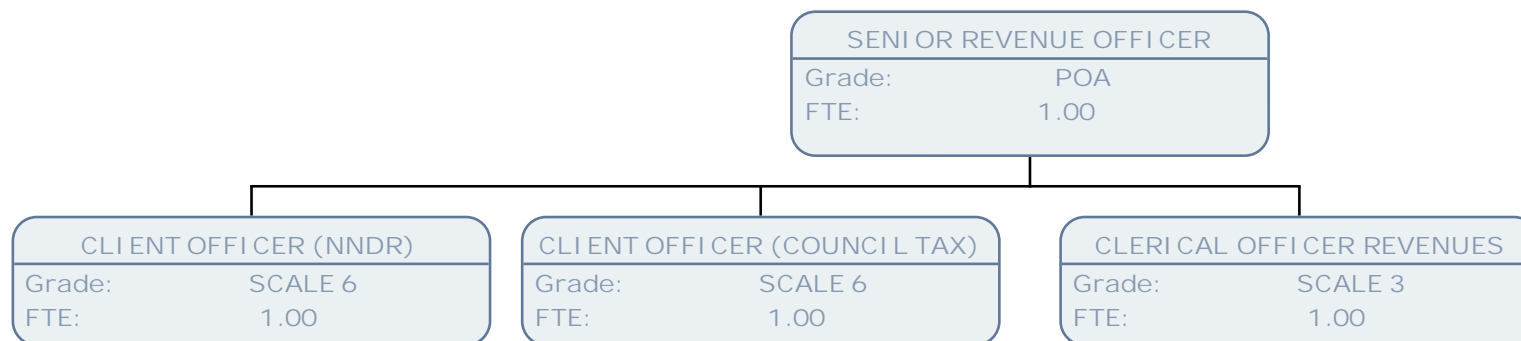 SENIOR REVENUE OFFICER
Grade: POA
FTE: 1.00
CLIENT OFFICER (NNDR)
Grade: SCALE 6
FTE: 1.00
CLIENT OFFICER (COUNCIL TAX)
Grade: SCALE 6
FTE: 1.00
CLERICAL OFFICER REVENUES
Grade: SCALE 3
FTE: 1.00